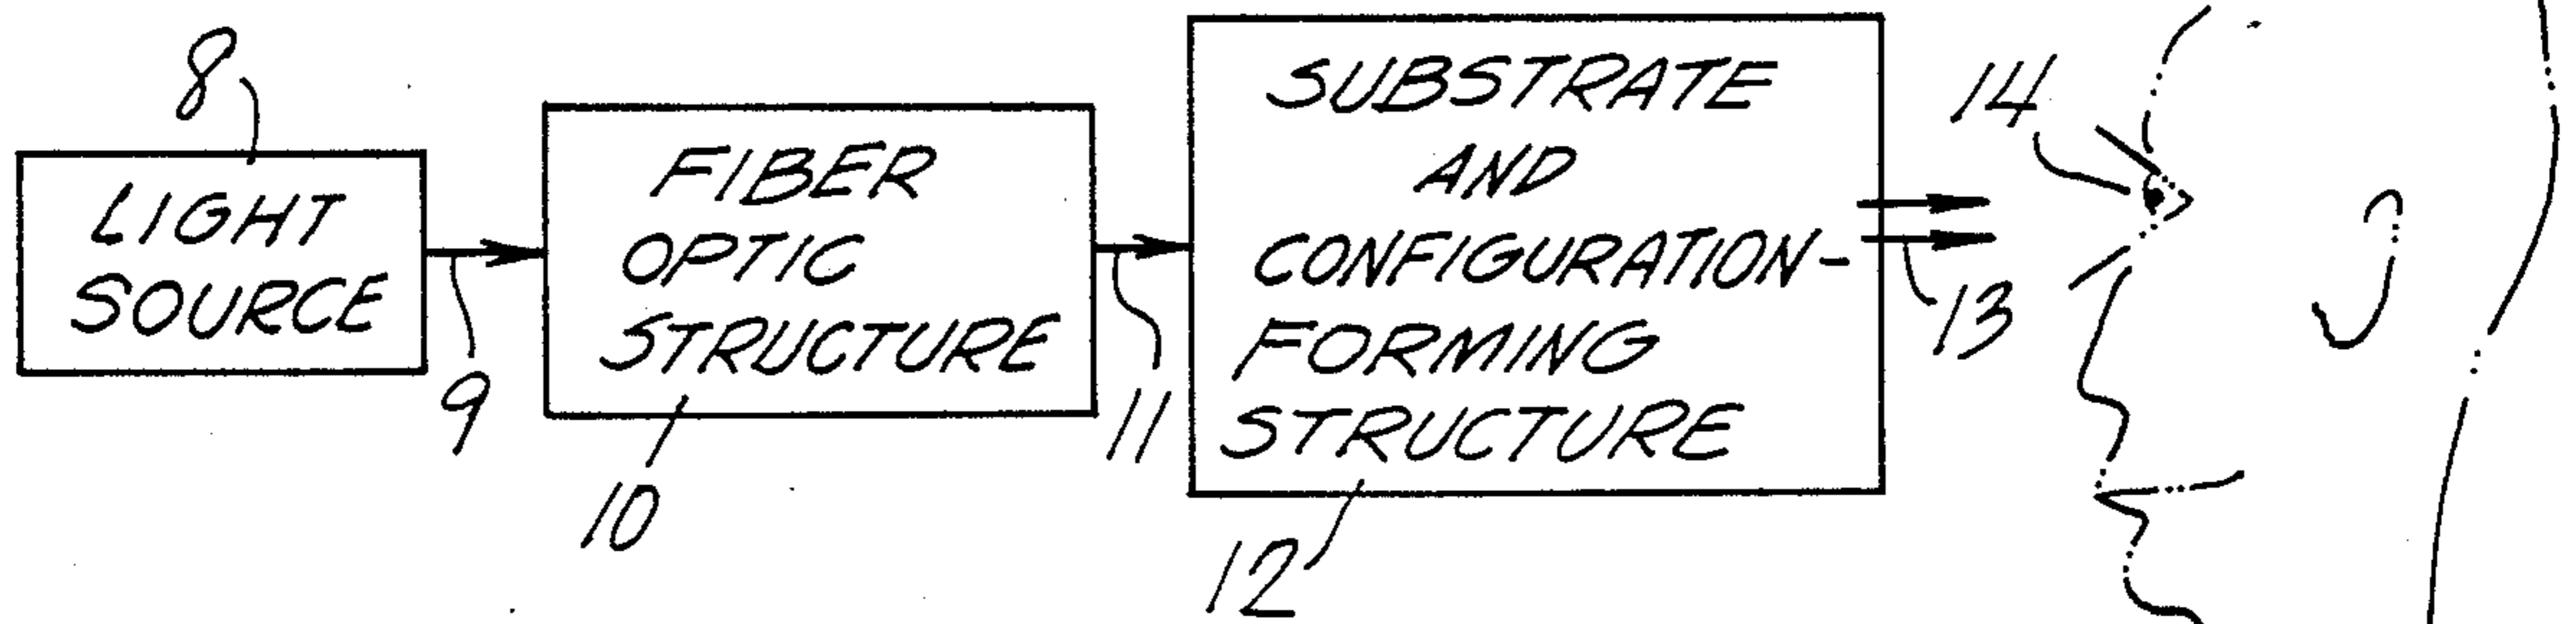 8
LIGHT
SOURCE
9
FIBER
OPTIC
STRUCTURE
10
11
SUBSTRATE
AND
CONFIGURATION-
FORMING
STRUCTURE
12
13
14